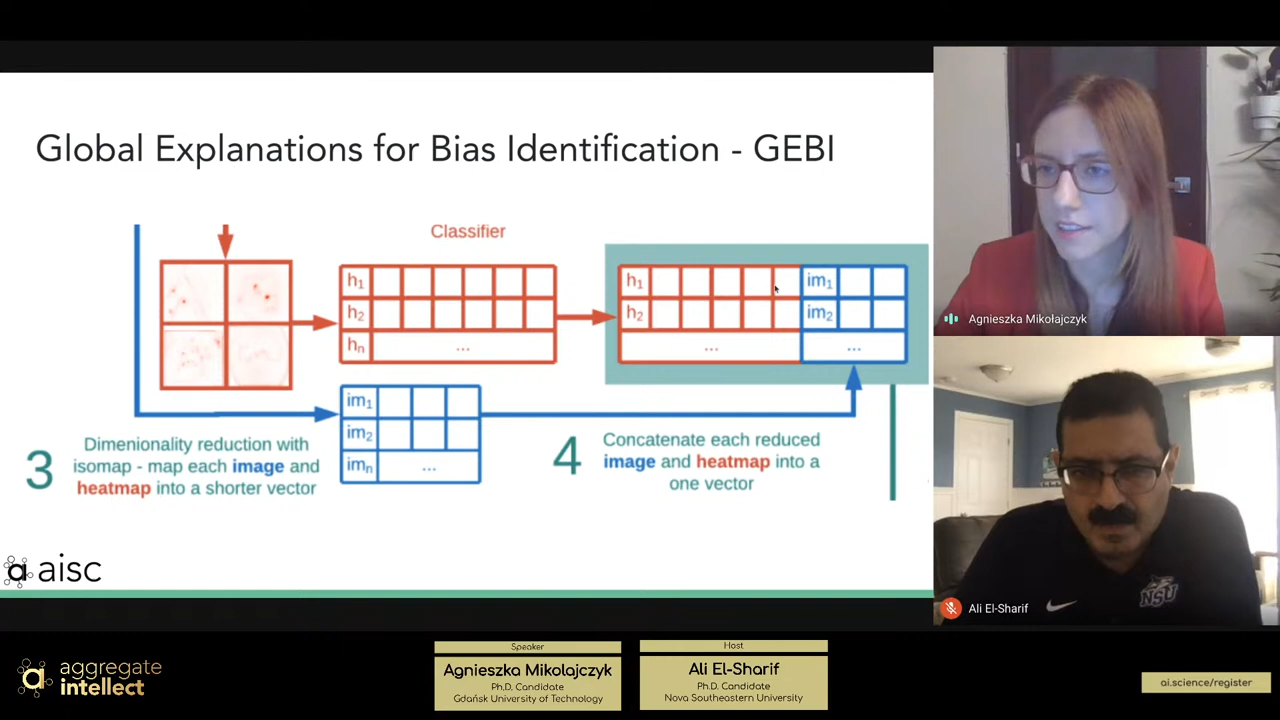 Global Explanations for Bias Identification - GEBI
Classifier
h₁
h₂
hₙ
...
h₁
h₂
...
im₁
im₂
...
im₁
im₂
imₙ
...
3
Dimenionality reduction with
isomap - map each image and
heatmap into a shorter vector
4
Concatenate each reduced
image and heatmap into a
one vector
a aisc
Agnieszka Mikołajczyk
NSU
Ali El-Sharif
a aggregate
intellect
Speaker
Agnieszka Mikolajczyk
Ph.D. Candidate
Gdańsk University of Technology
Host
Ali El-Sharif
Ph.D. Candidate
Nova Southeastern University
ai.science/register